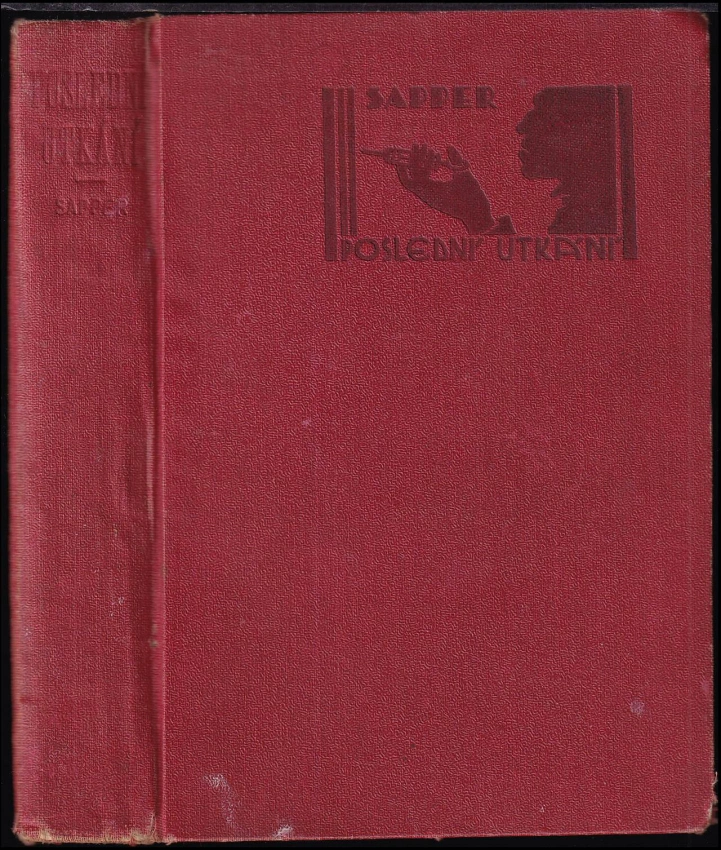 POSLEDNÍ
UTKÁNÍ
SAPPER
SAPPER
POSLEDNÍ UTKÁNÍ